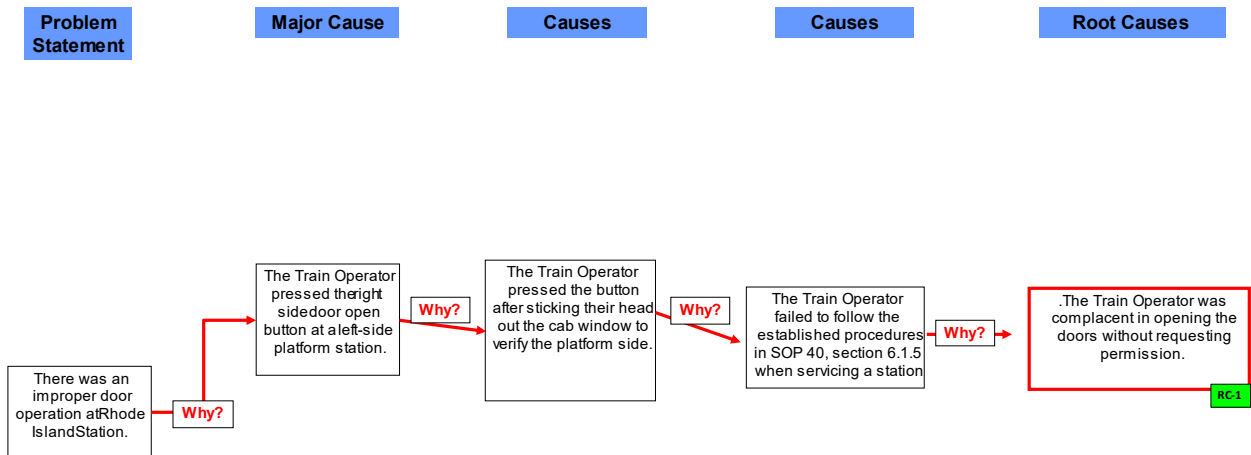 Problem
Statement
Major Cause
Causes
Causes
Root Causes
There was an
improper door
operation atRhode
IslandStation.
Why?
The Train Operator
pressed theright
sidedoor open
button at aleft-side
platform station.
Why?
The Train Operator
pressed the button
after sticking their head
out the cab window to
verify the platform side.
Why?
The Train Operator
failed to follow the
established procedures
in SOP 40, section 6.1.5
when servicing a station
Why?
.The Train Operator was
complacent in opening the
doors without requesting
permission.
RC-1